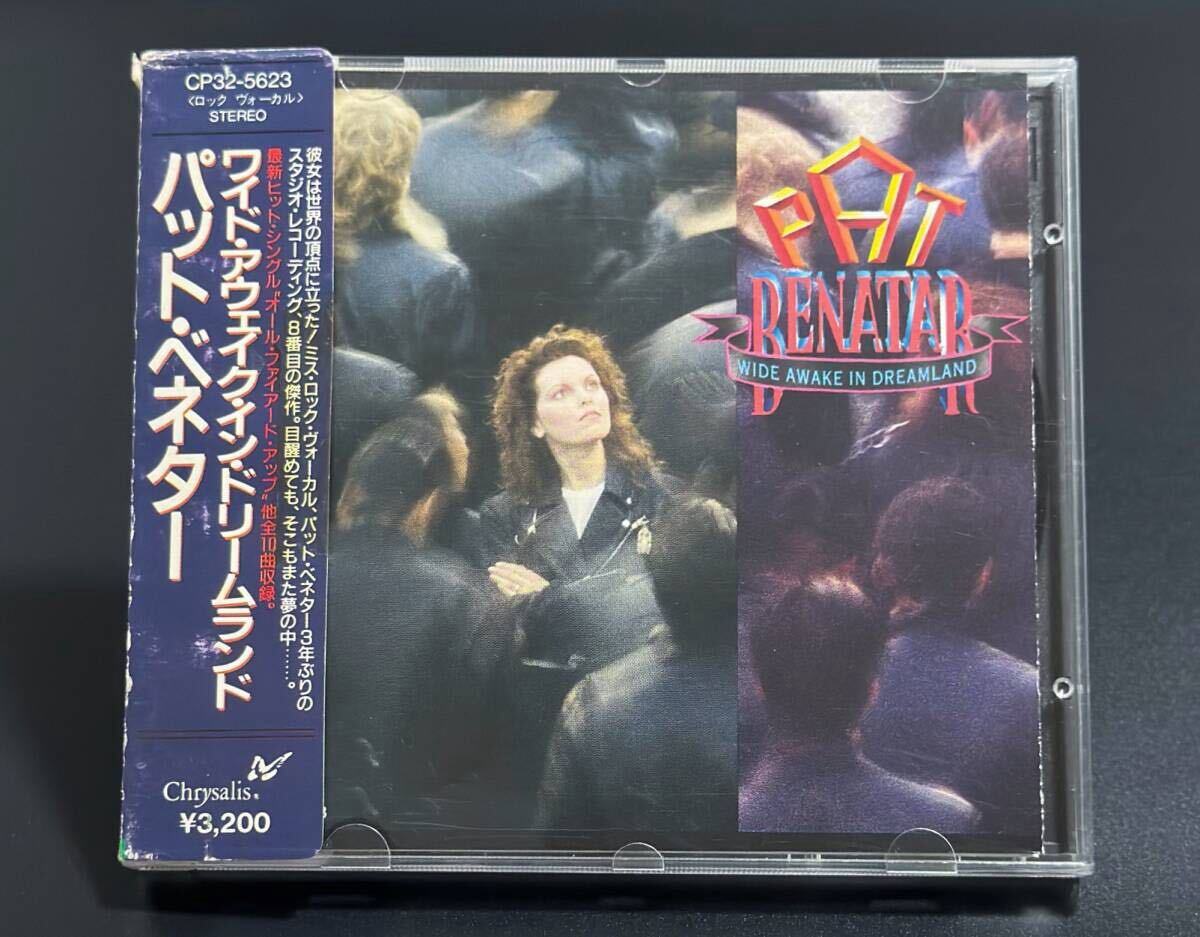 CP32-5623
〈ロック ヴォーカル〉
STEREO
彼女は世界の頂点に立った！ミス・ロック・ヴォーカル、パット・ベネター3年ぶりの
スタジオ・レコーディング、8番目の傑作。目醒めても、そこもまた夢の中……。
最新ヒット・シングル“オール・ファイアード・アップ”他全10曲収録。
ワイド・アウェイク・イン・ドリームランド
パット・ベネター
Chrysalis®
¥3,200
PAT
BENATAR
WIDE AWAKE IN DREAMLAND